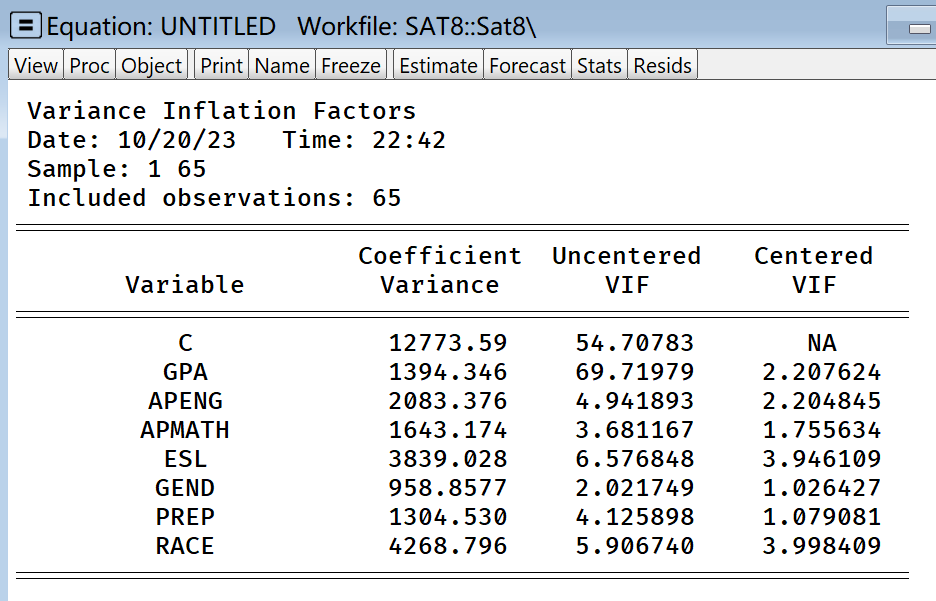 Equation: UNTITLED   Workfile: SAT8::Sat8\
View Proc Object Print Name Freeze Estimate Forecast Stats Resids
Variance Inflation Factors
Date: 10/20/23   Time: 22:42
Sample: 1 65
Included observations: 65
Coefficient Uncentered Centered
Variable Variance VIF VIF
C 12773.59 54.70783 NA
GPA 1394.346 69.71979 2.207624
APENG 2083.376 4.941893 2.204845
APMATH 1643.174 3.681167 1.755634
ESL 3839.028 6.576848 3.946109
GEND 958.8577 2.021749 1.026427
PREP 1304.530 4.125898 1.079081
RACE 4268.796 5.906740 3.998409